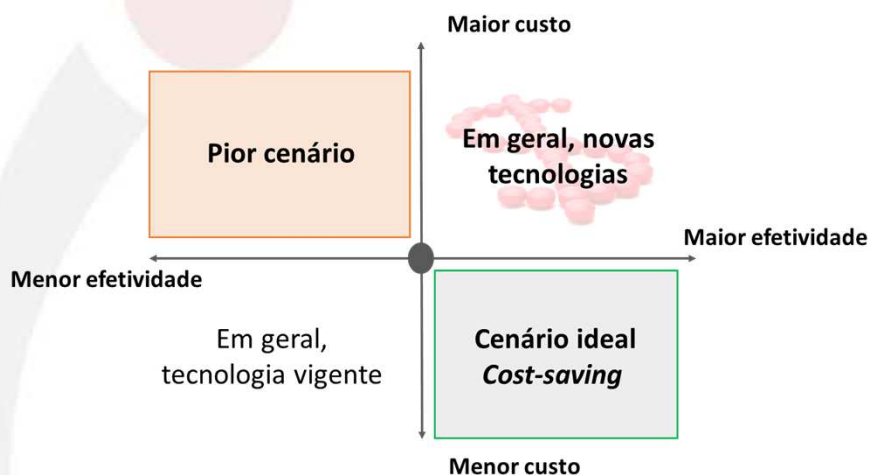 Maior custo
Pior cenário
Em geral, novas
tecnologias
Maior efetividade
Menor efetividade
Em geral,
tecnologia vigente
Cenário ideal
Cost-saving
Menor custo